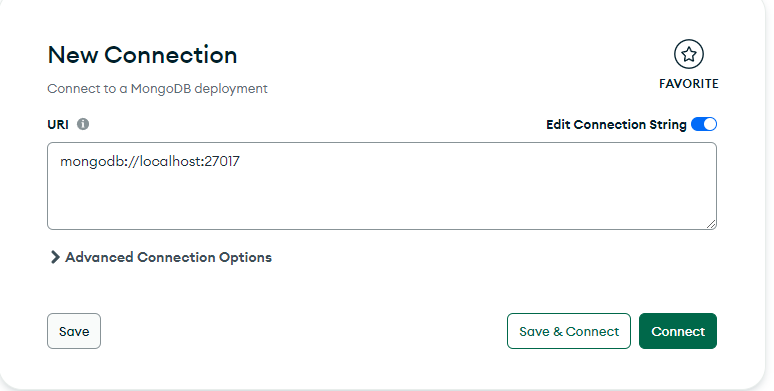 New Connection
FAVORITE
Connect to a MongoDB deployment
URI
Edit Connection String
mongodb://localhost:27017
Advanced Connection Options
Save
Save & Connect
Connect